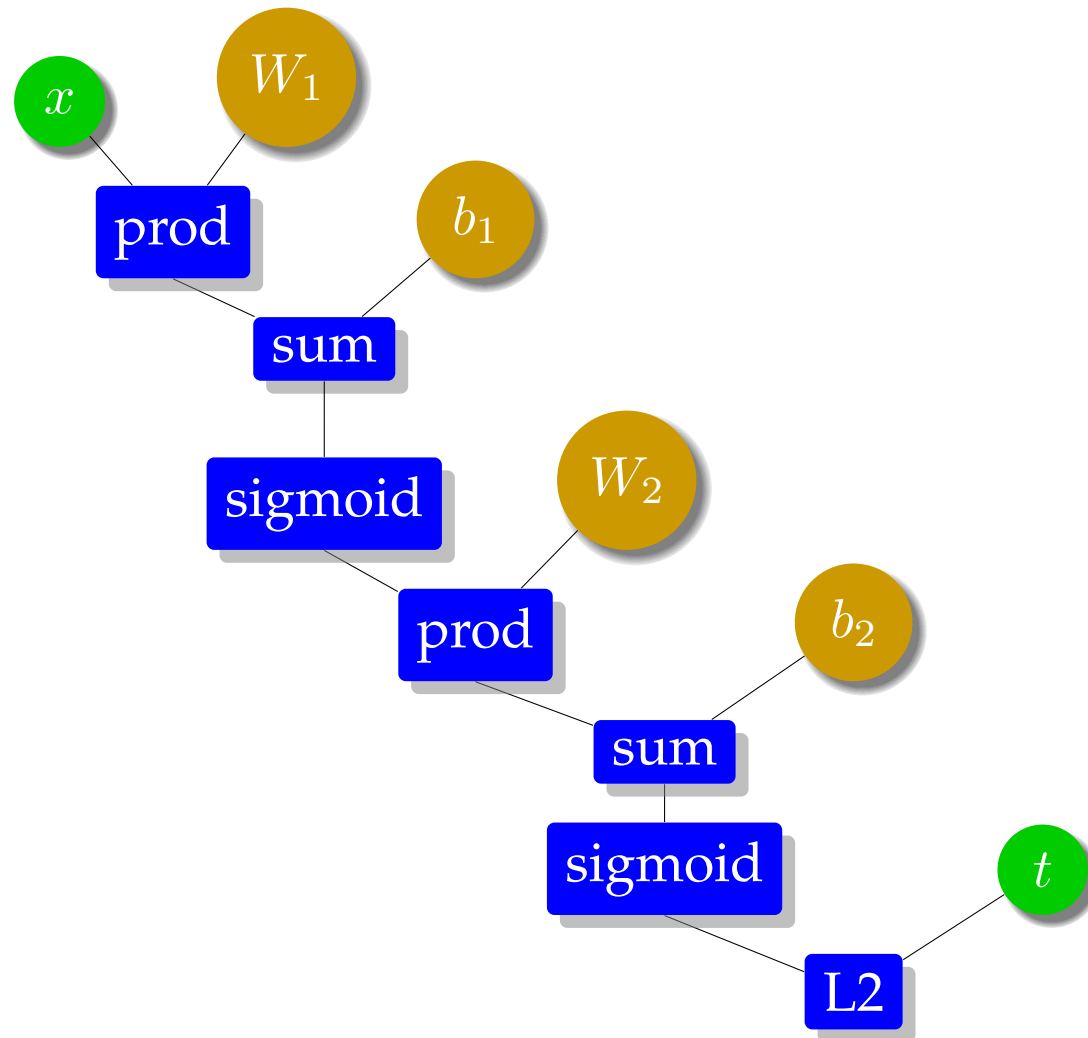 x
W₁
prod
b₁
sum
sigmoid
W₂
prod
b₂
sum
sigmoid
t
L2